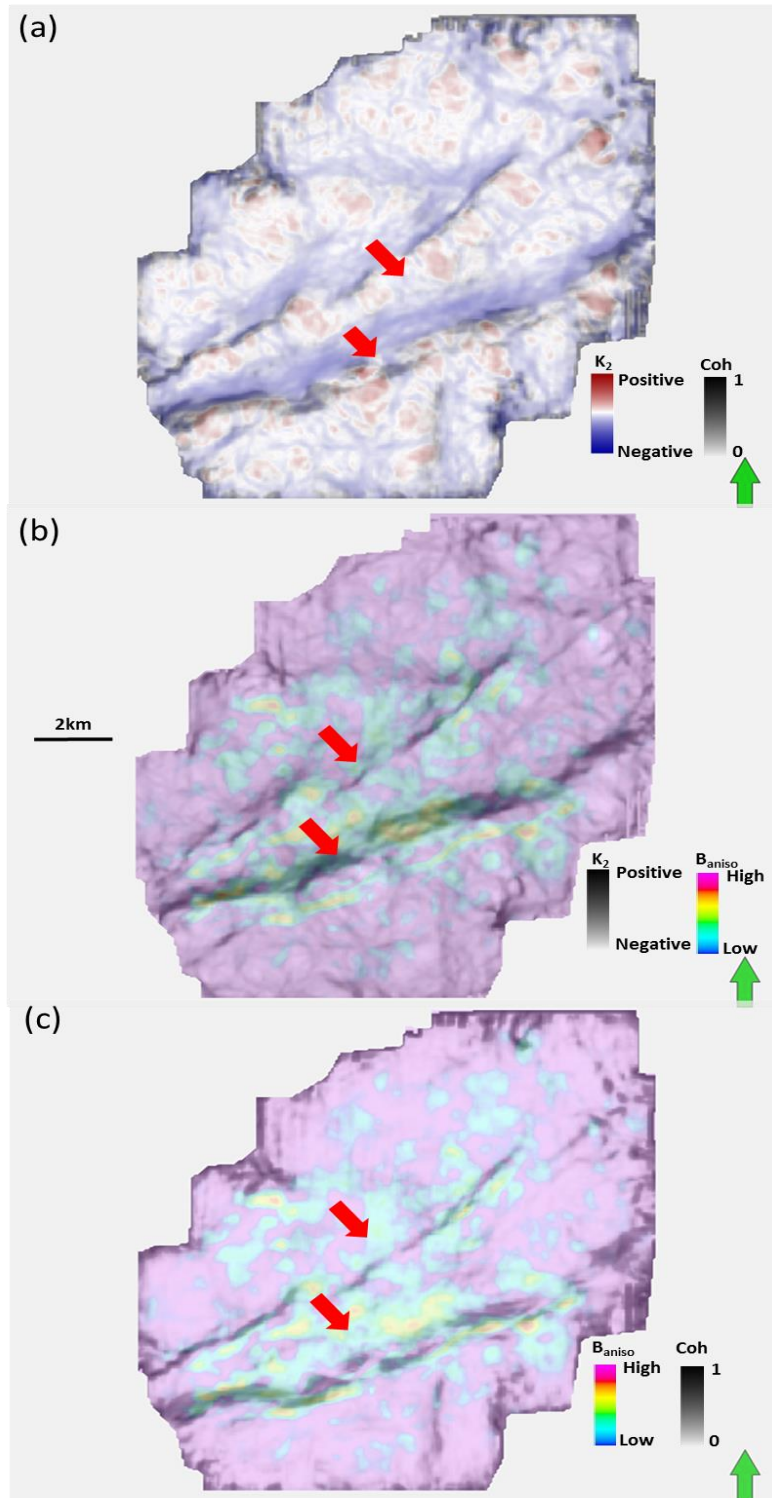 (a)
K2 Coh
Positive 1
Negative 0
(b)
2km
K2 Baniso
Positive High
Negative Low
(c)
Baniso Coh
High 1
Low 0